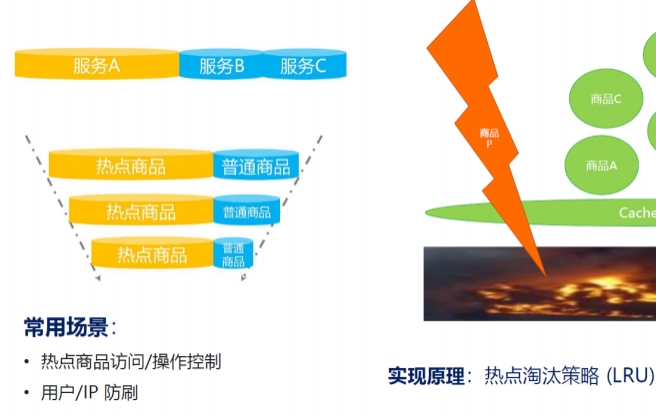 服务A
服务B
服务C
热点商品
普通商品
热点商品
普通商品
热点商品
普通
商品
常用场景：
• 热点商品访问/操作控制
• 用户/IP 防刷
商品
P
商品C
商品A
Cache
实现原理：热点淘汰策略 (LRU)